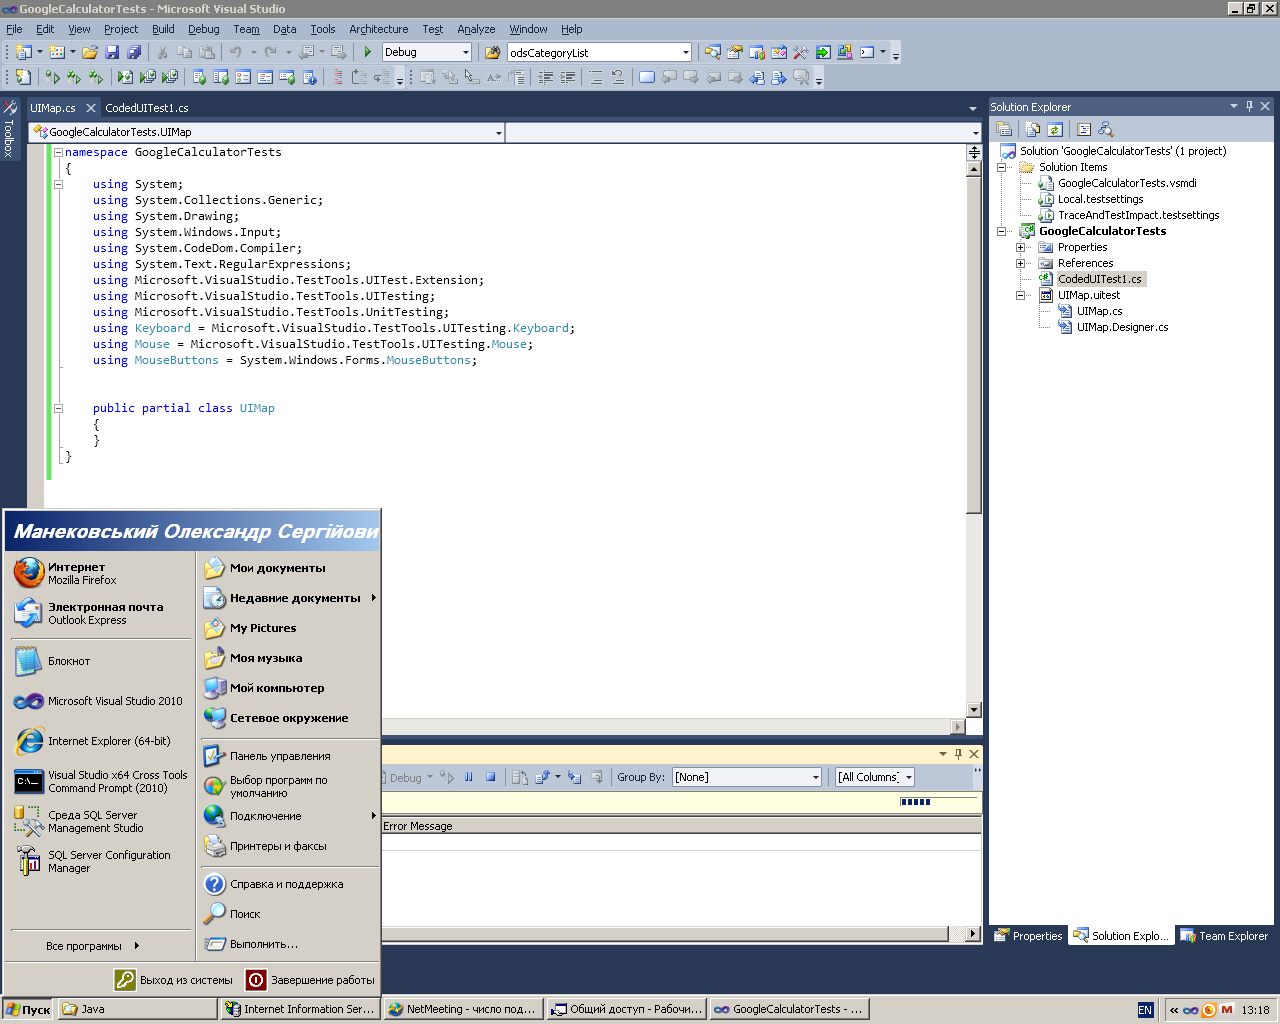 GoogleCalculatorTests - Microsoft Visual Studio
File Edit View Project Build Debug Team Data Tools Architecture Test Analyze Window Help
Debug
odsCategoryList
UIMap.cs
CodedUITest1.cs
Toolbox
GoogleCalculatorTests.UIMap
namespace GoogleCalculatorTests
{
using System;
using System.Collections.Generic;
using System.Drawing;
using System.Windows.Input;
using System.CodeDom.Compiler;
using System.Text.RegularExpressions;
using Microsoft.VisualStudio.TestTools.UITest.Extension;
using Microsoft.VisualStudio.TestTools.UITesting;
using Microsoft.VisualStudio.TestTools.UnitTesting;
using Keyboard = Microsoft.VisualStudio.TestTools.UITesting.Keyboard;
using Mouse = Microsoft.VisualStudio.TestTools.UITesting.Mouse;
using MouseButtons = System.Windows.Forms.MouseButtons;
public partial class UIMap
{
}
}
Solution Explorer
Solution 'GoogleCalculatorTests' (1 project)
Solution Items
GoogleCalculatorTests.vsmdi
Local.testsettings
TraceAndTestImpact.testsettings
GoogleCalculatorTests
Properties
References
CodedUITest1.cs
UIMap.uitest
UIMap.cs
UIMap.Designer.cs
Properties
Solution Explo...
Team Explorer
Debug
Group By:
[None]
[All Columns]
Error Message
Манековський Олександр Сергійови
Интернет
Mozilla Firefox
Электронная почта
Outlook Express
Блокнот
Microsoft Visual Studio 2010
Internet Explorer (64-bit)
Visual Studio x64 Cross Tools
Command Prompt (2010)
Среда SQL Server
Management Studio
SQL Server Configuration
Manager
Все программы
Мои документы
Недавние документы
My Pictures
Моя музыка
Мой компьютер
Сетевое окружение
Панель управления
Выбор программ по
умолчанию
Подключение
Принтеры и факсы
Справка и поддержка
Поиск
Выполнить...
Выход из системы
Завершение работы
Пуск
Java
Internet Information Ser...
NetMeeting - число под...
Общий доступ - Рабочи...
GoogleCalculatorTests - ...
EN
13:18